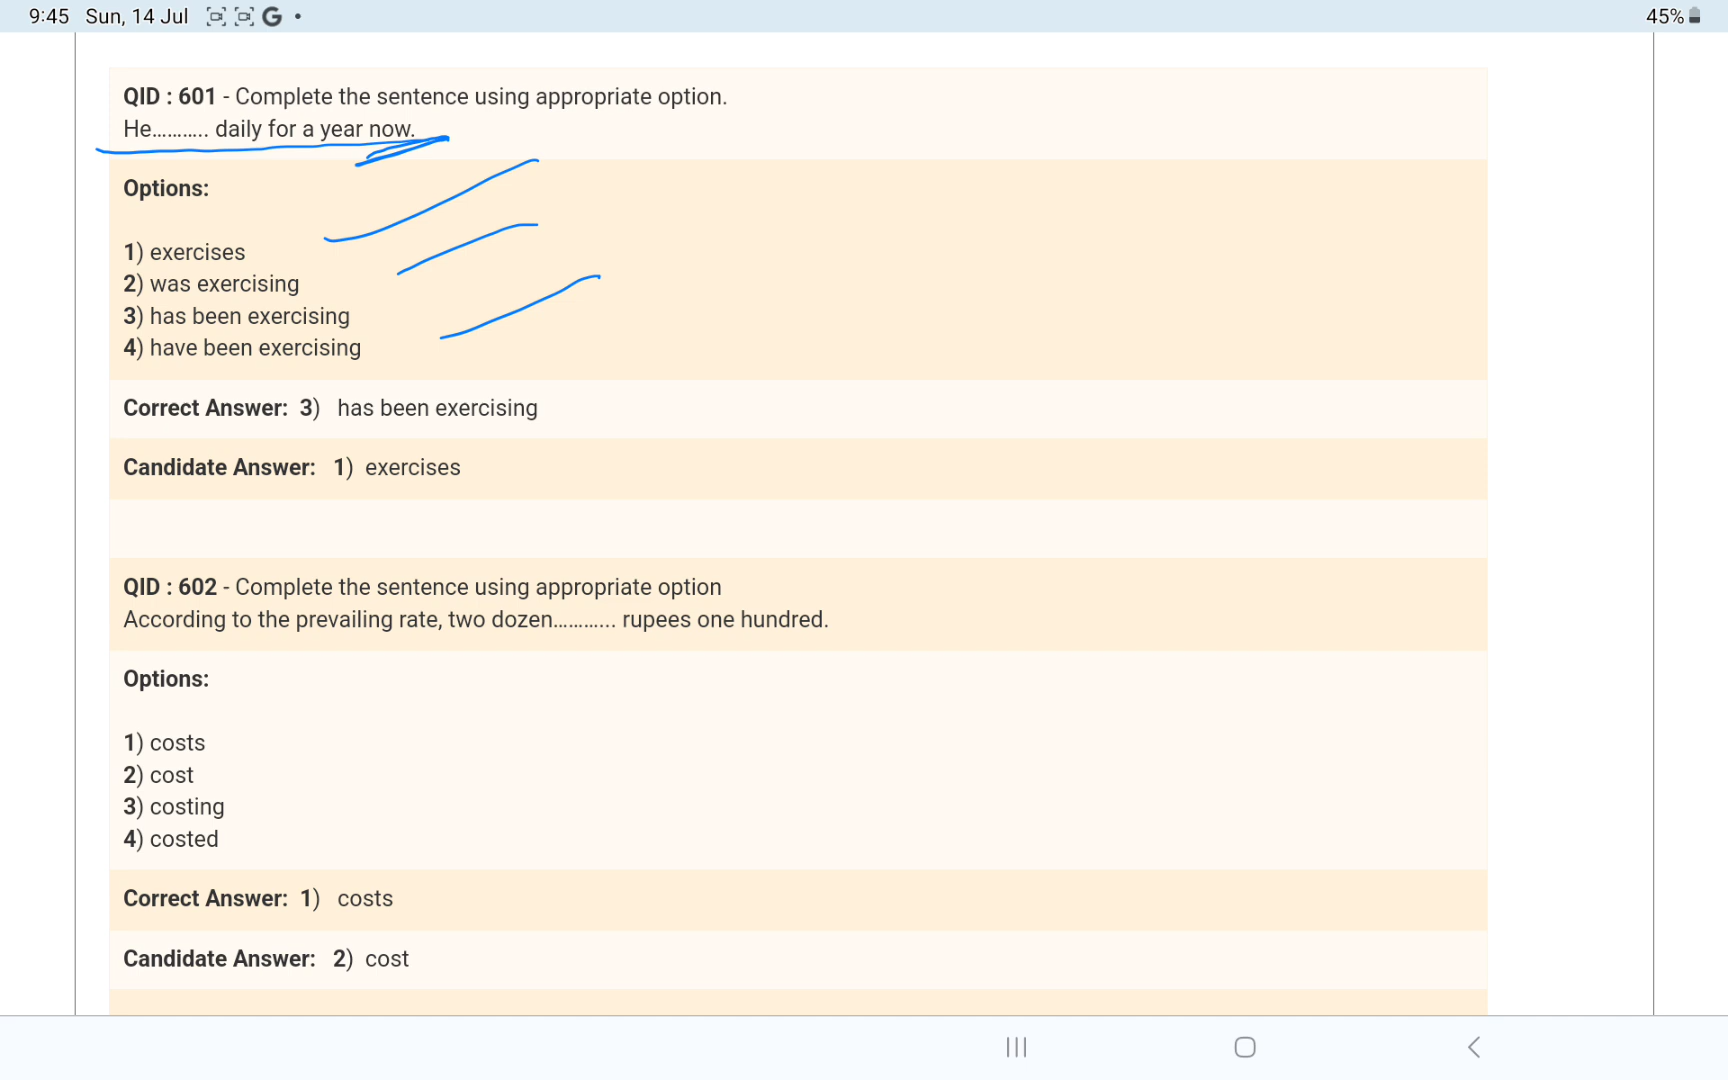 9:45 Sun, 14 Jul G •
45%
QID : 601 - Complete the sentence using appropriate option.
He........... daily for a year now.
Options:
1) exercises
2) was exercising
3) has been exercising
4) have been exercising
Correct Answer: 3) has been exercising
Candidate Answer: 1) exercises
QID : 602 - Complete the sentence using appropriate option
According to the prevailing rate, two dozen............ rupees one hundred.
Options:
1) costs
2) cost
3) costing
4) costed
Correct Answer: 1) costs
Candidate Answer: 2) cost